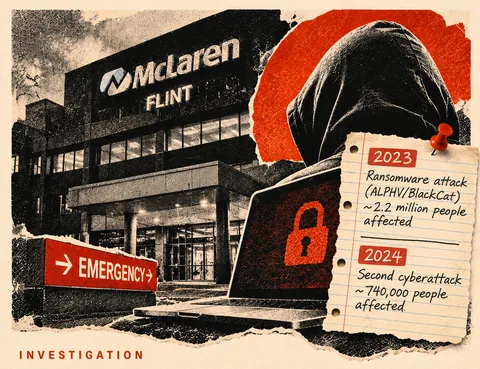 McLaren
FLINT
→ EMERGENCY →
2023
Ransomware attack
(ALPHV/BlackCat)
~2.2 million people
affected
2024
Second cyberattack
~740,000 people
affected
INVESTIGATION